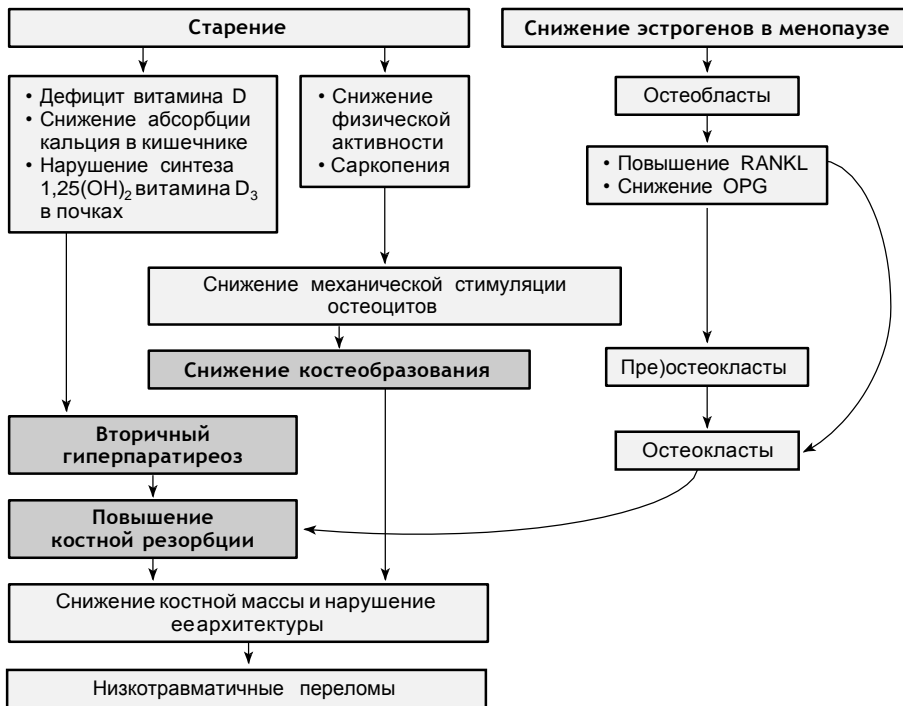 Старение
Снижение эстрогенов в менопаузе
• Дефицит витамина D
• Снижение абсорбции
кальция в кишечнике
• Нарушение синтеза
1,25(OH)₂ витамина D₃
в почках
• Снижение
физической
активности
• Саркопения
Остеобласты
• Повышение RANKL
• Снижение OPG
Снижение механической стимуляции
остеоцитов
Снижение костеобразования
Пре)остеокласты
Вторичный
гиперпаратиреоз
Остеокласты
Повышение
костной резорбции
Снижение костной массы и нарушение
ее архитектуры
Низкотравматичные переломы